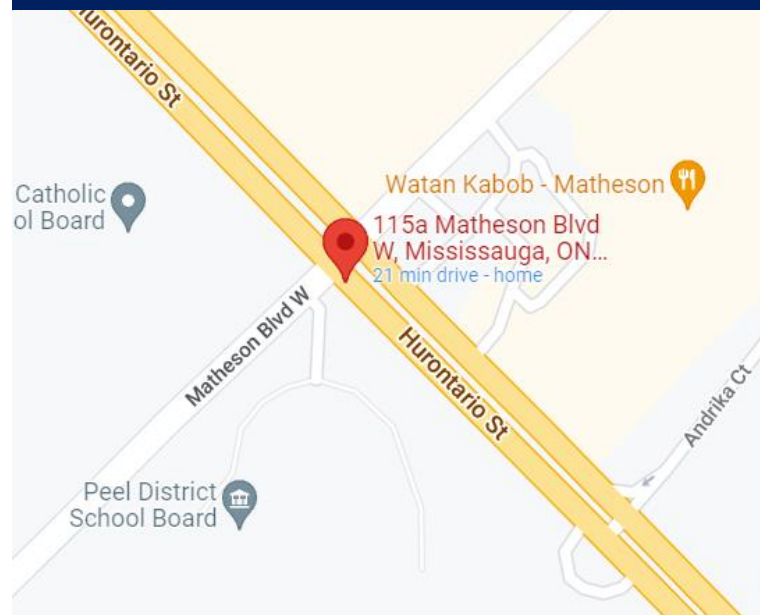 Hurontario St
Catholic
ol Board
Watan Kabob - Matheson
115a Matheson Blvd
W, Mississauga, ON...
21 min drive - home
Matheson Blvd W
Hurontario St
Andrika Ct
Peel District
School Board